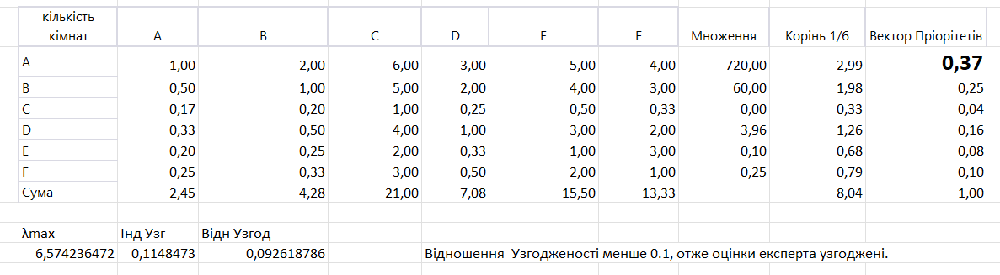 кількість
кімнат A B C D E F Множення Корінь 1/6 Вектор Пріорітетів
A 1,00 2,00 6,00 3,00 5,00 4,00 720,00 2,99 0,37
B 0,50 1,00 5,00 2,00 4,00 3,00 60,00 1,98 0,25
C 0,17 0,20 1,00 0,25 0,50 0,33 0,00 0,33 0,04
D 0,33 0,50 4,00 1,00 3,00 2,00 3,96 1,26 0,16
E 0,20 0,25 2,00 0,33 1,00 3,00 0,10 0,68 0,08
F 0,25 0,33 3,00 0,50 2,00 1,00 0,25 0,79 0,10
Сума 2,45 4,28 21,00 7,08 15,50 13,33 8,04 1,00
λmax Інд Узг Відн Узгод
6,574236472 0,1148473 0,092618786 Відношення  Узгодженості менше 0.1, отже оцінки експерта узгоджені.